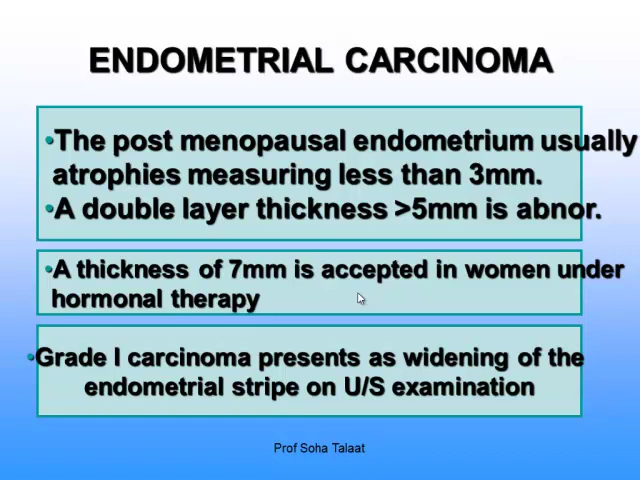 ENDOMETRIAL CARCINOMA
•The post menopausal endometrium usually
atrophies measuring less than 3mm.
•A double layer thickness >5mm is abnor.
•A thickness of 7mm is accepted in women under
hormonal therapy
•Grade I carcinoma presents as widening of the
endometrial stripe on U/S examination
Prof Soha Talaat